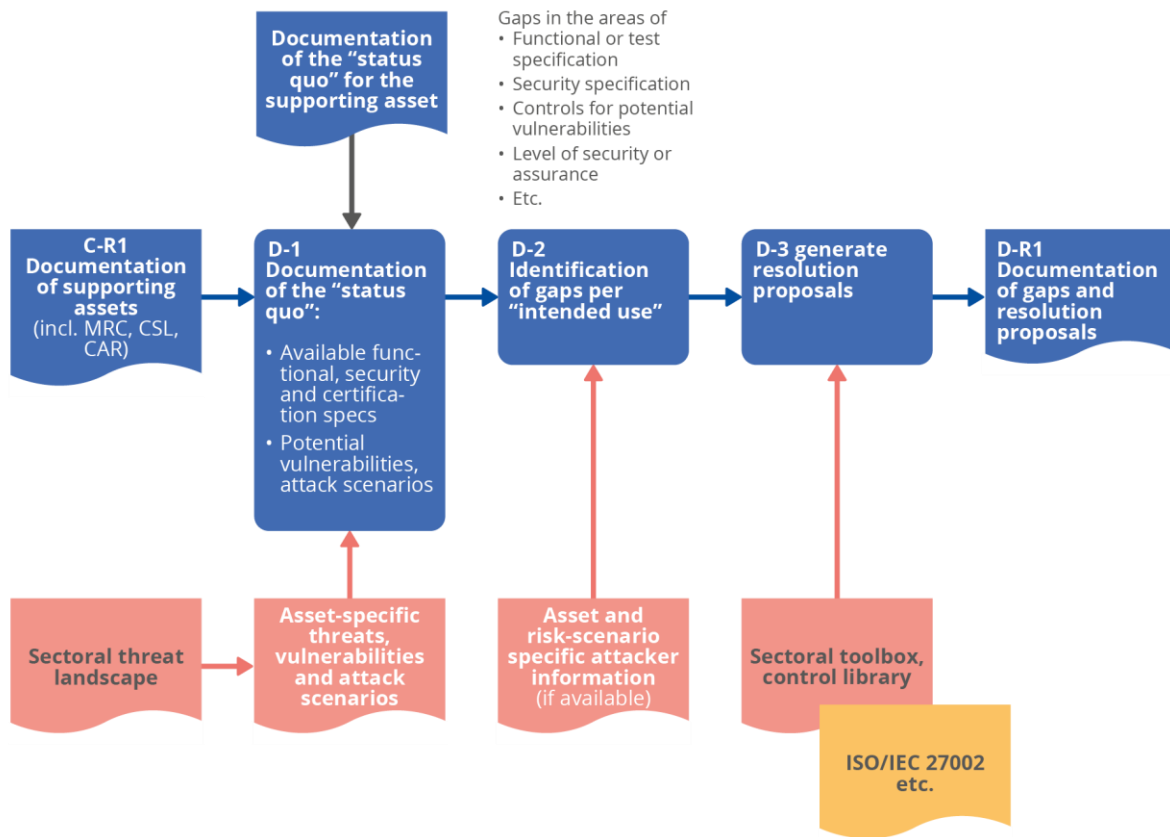 Documentation
of the “status
quo” for the
supporting asset
Gaps in the areas of
• Functional or test
specification
• Security specification
• Controls for potential
vulnerabilities
• Level of security or
assurance
• Etc.
C-R1
Documentation
of supporting
assets
(incl. MRC, CSL,
CAR)
D-1
Documentation
of the “status
quo”:
• Available func-
tional, security
and certifica-
tion specs
• Potential
vulnerabilities,
attack scenarios
D-2
Identification
of gaps per
“intended use”
D-3 generate
resolution
proposals
D-R1
Documentation
of gaps and
resolution
proposals
Sectoral threat
landscape
Asset-specific
threats,
vulnerabilities
and attack
scenarios
Asset and
risk-scenario
specific attacker
information
(if available)
Sectoral toolbox,
control library
ISO/IEC 27002
etc.